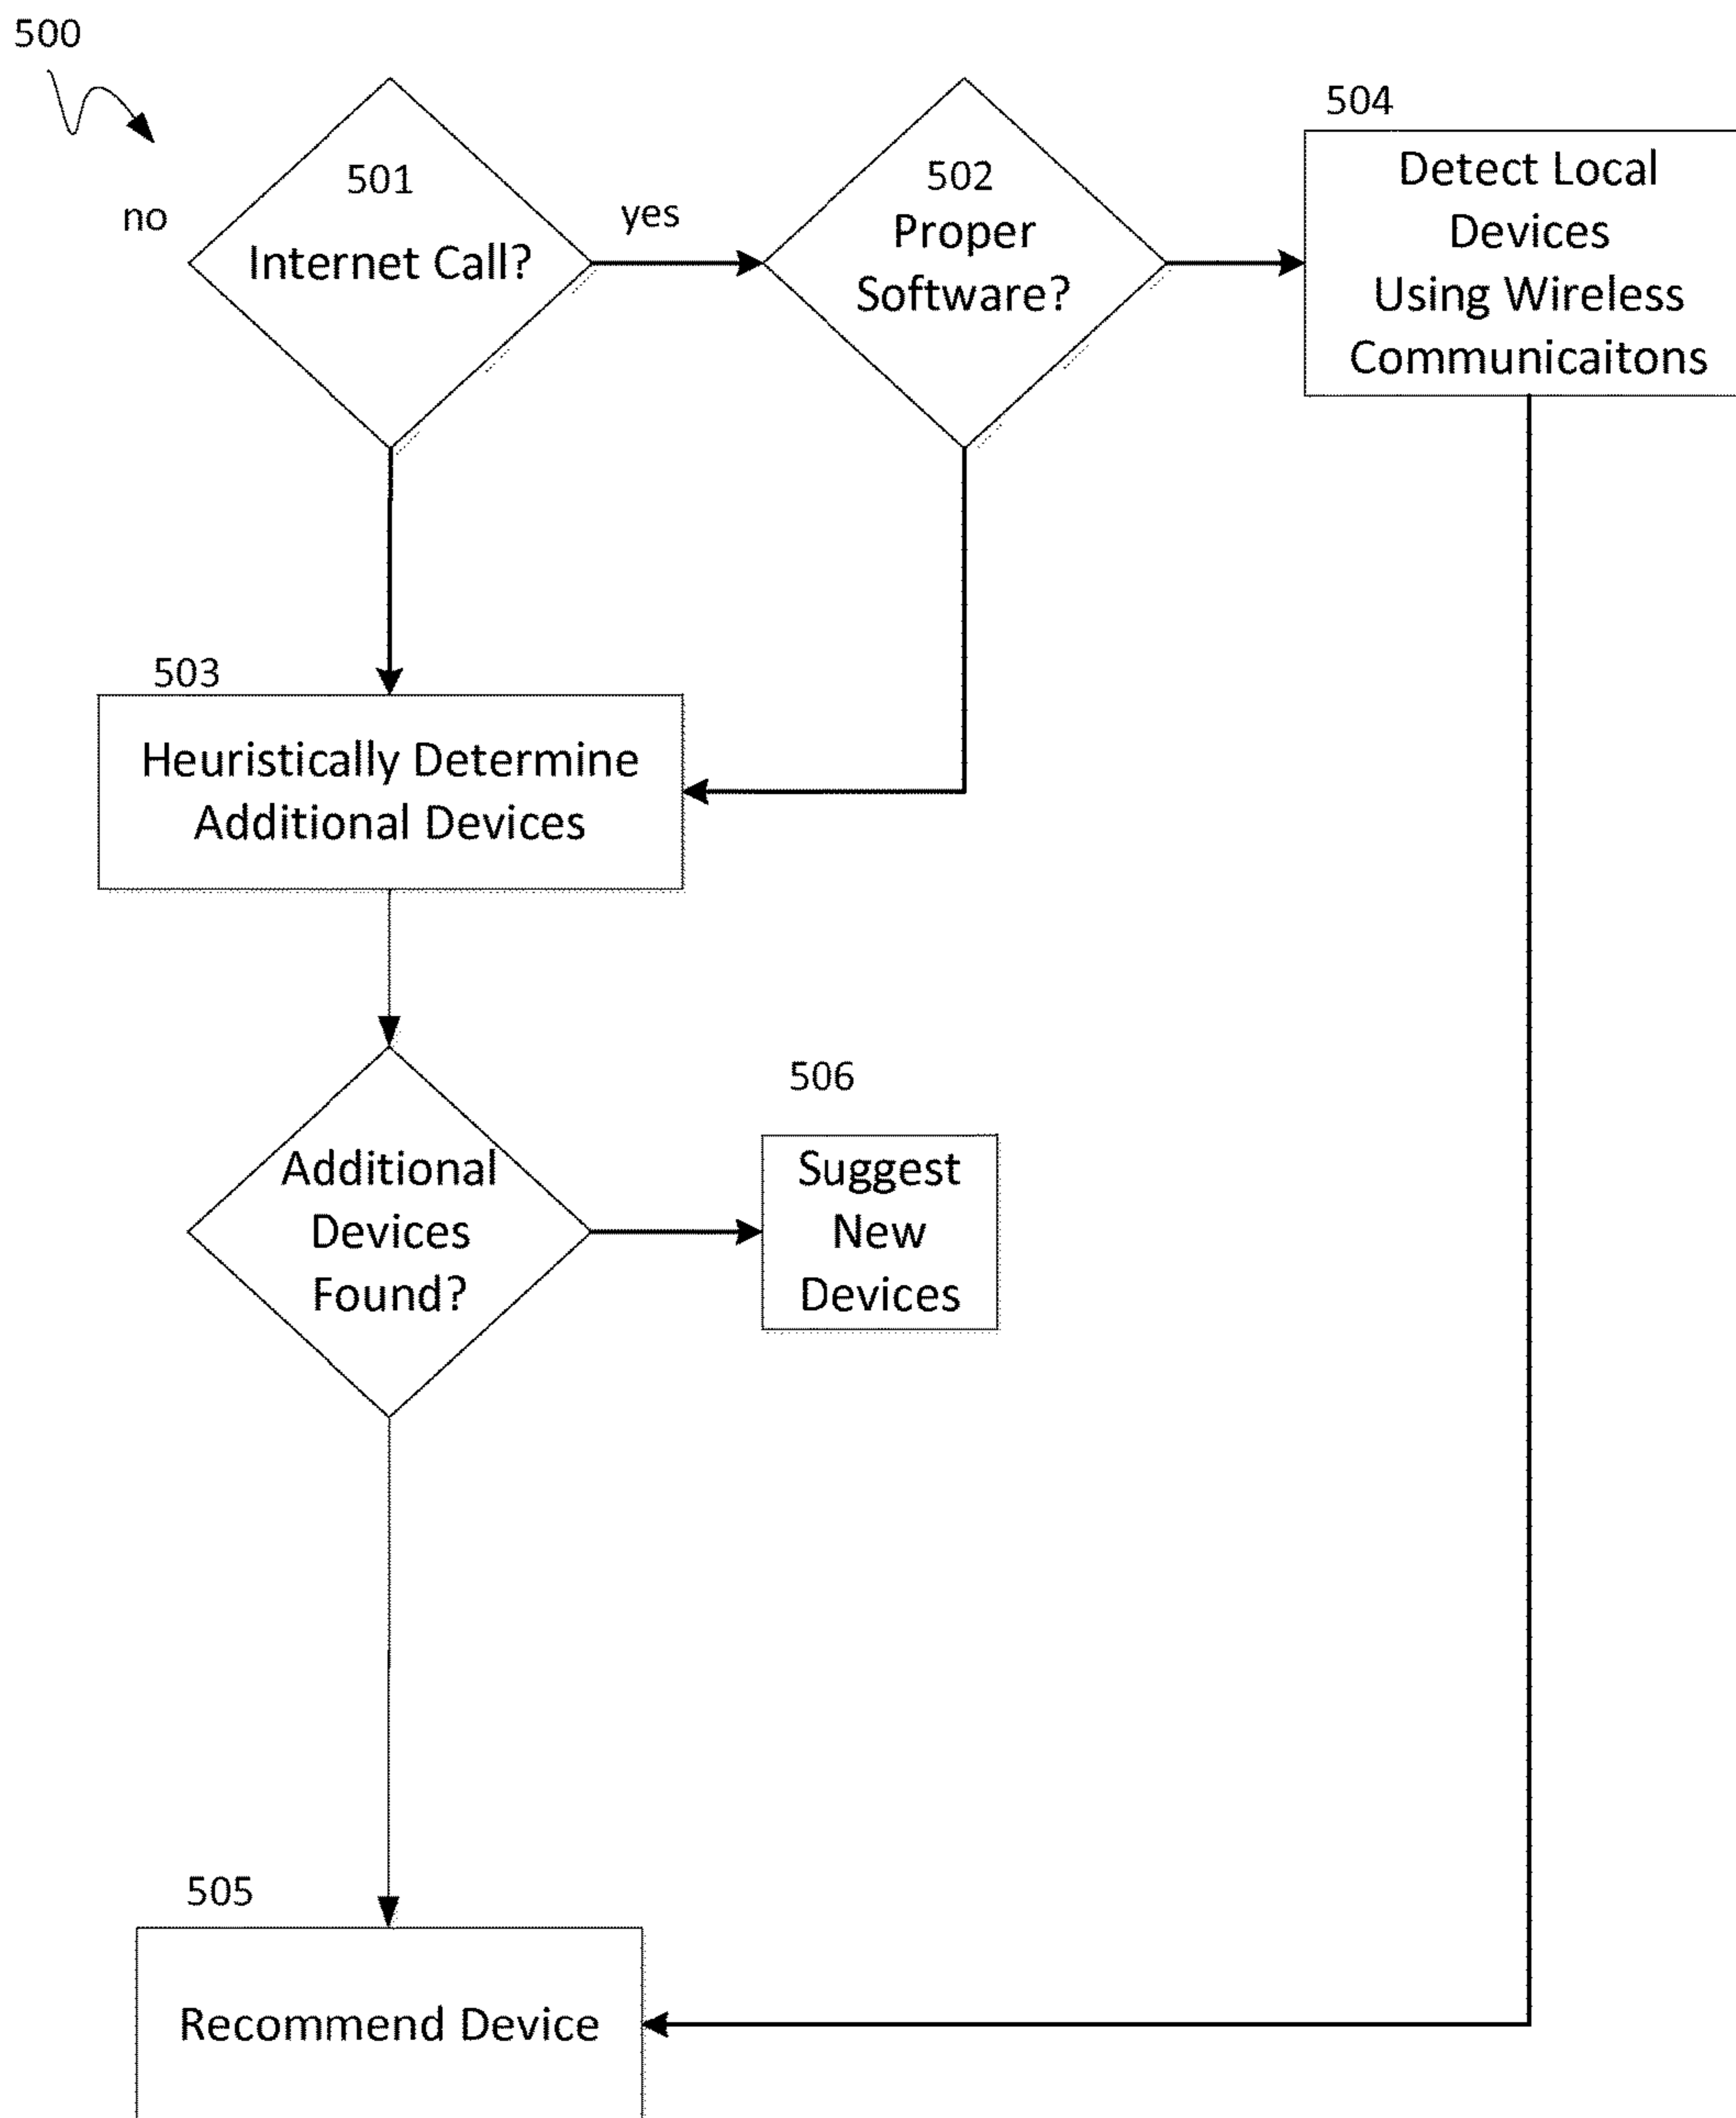 500
501
Internet Call?
no
yes
502
Proper
Software?
504
Detect Local
Devices
Using Wireless
Communicaitons
503
Heuristically Determine
Additional Devices
Additional
Devices
Found?
506
Suggest
New
Devices
505
Recommend Device